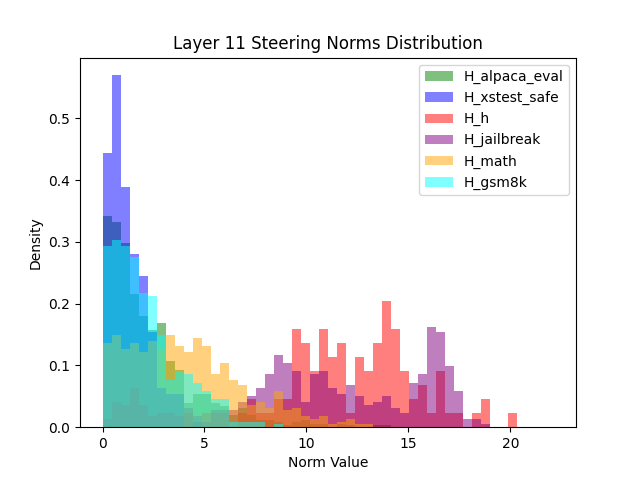 Layer 11 Steering Norms Distribution
H_alpaca_eval
H_xstest_safe
H_h
H_jailbreak
H_math
H_gsm8k
Density
0.5
0.4
0.3
0.2
0.1
0.0
0
5
10
15
20
Norm Value